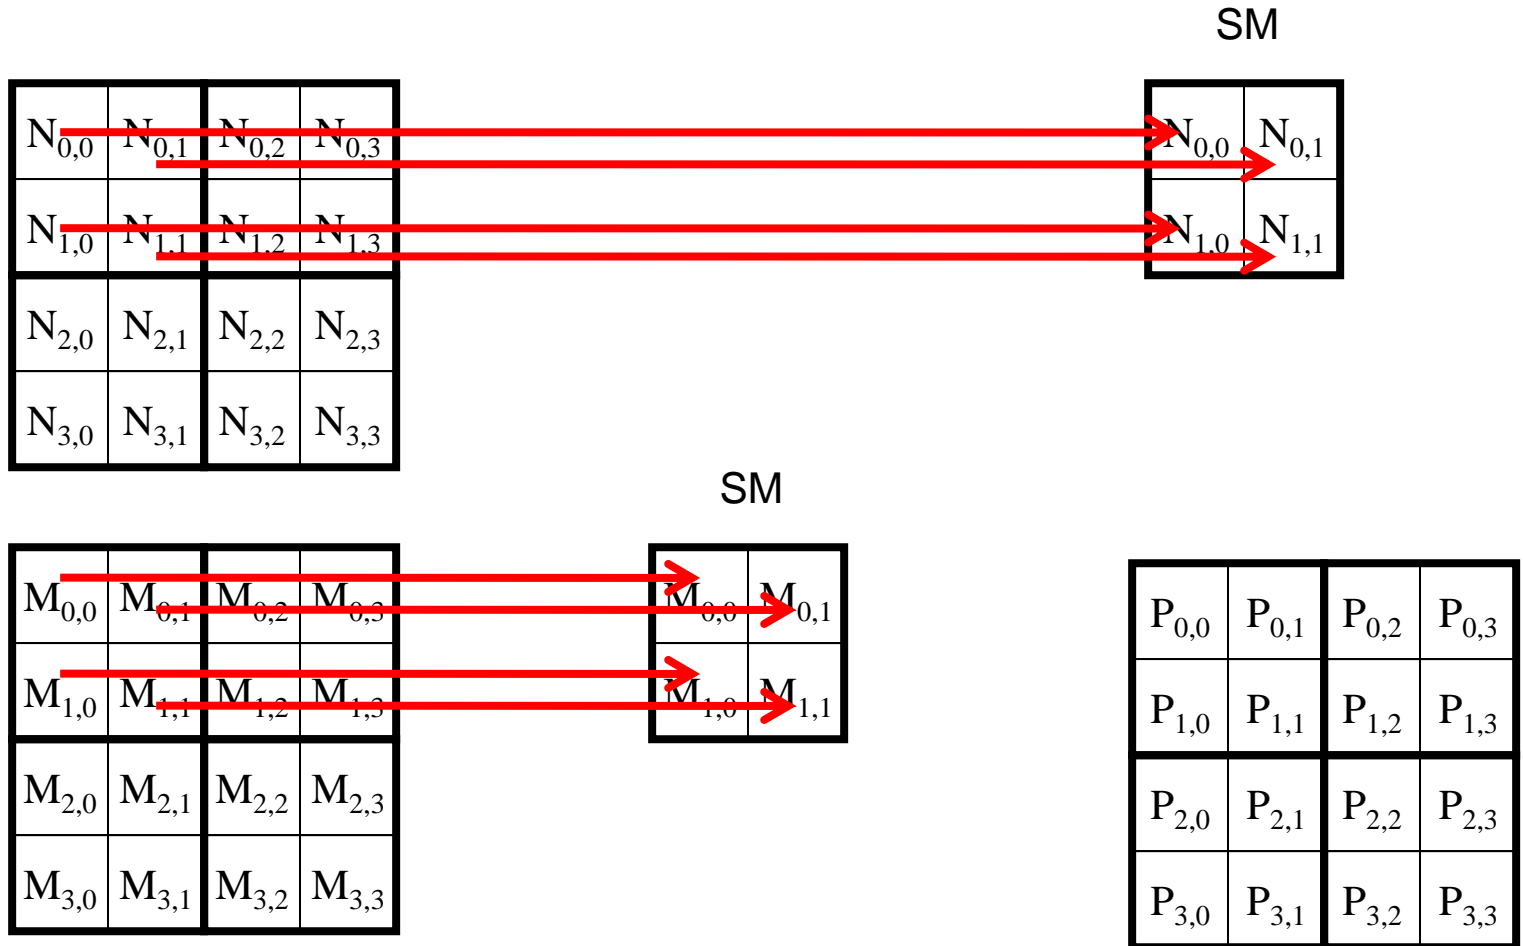 SM
N0,0 N0,1 N0,2 N0,3 N0,0 N0,1
N1,0 N1,1 N1,2 N1,3 N1,0 N1,1
N2,0 N2,1 N2,2 N2,3
N3,0 N3,1 N3,2 N3,3
SM
M0,0 M0,1 M0,2 M0,3 M0,0 M0,1 P0,0 P0,1 P0,2 P0,3
M1,0 M1,1 M1,2 M1,3 M1,0 M1,1 P1,0 P1,1 P1,2 P1,3
M2,0 M2,1 M2,2 M2,3 P2,0 P2,1 P2,2 P2,3
M3,0 M3,1 M3,2 M3,3 P3,0 P3,1 P3,2 P3,3